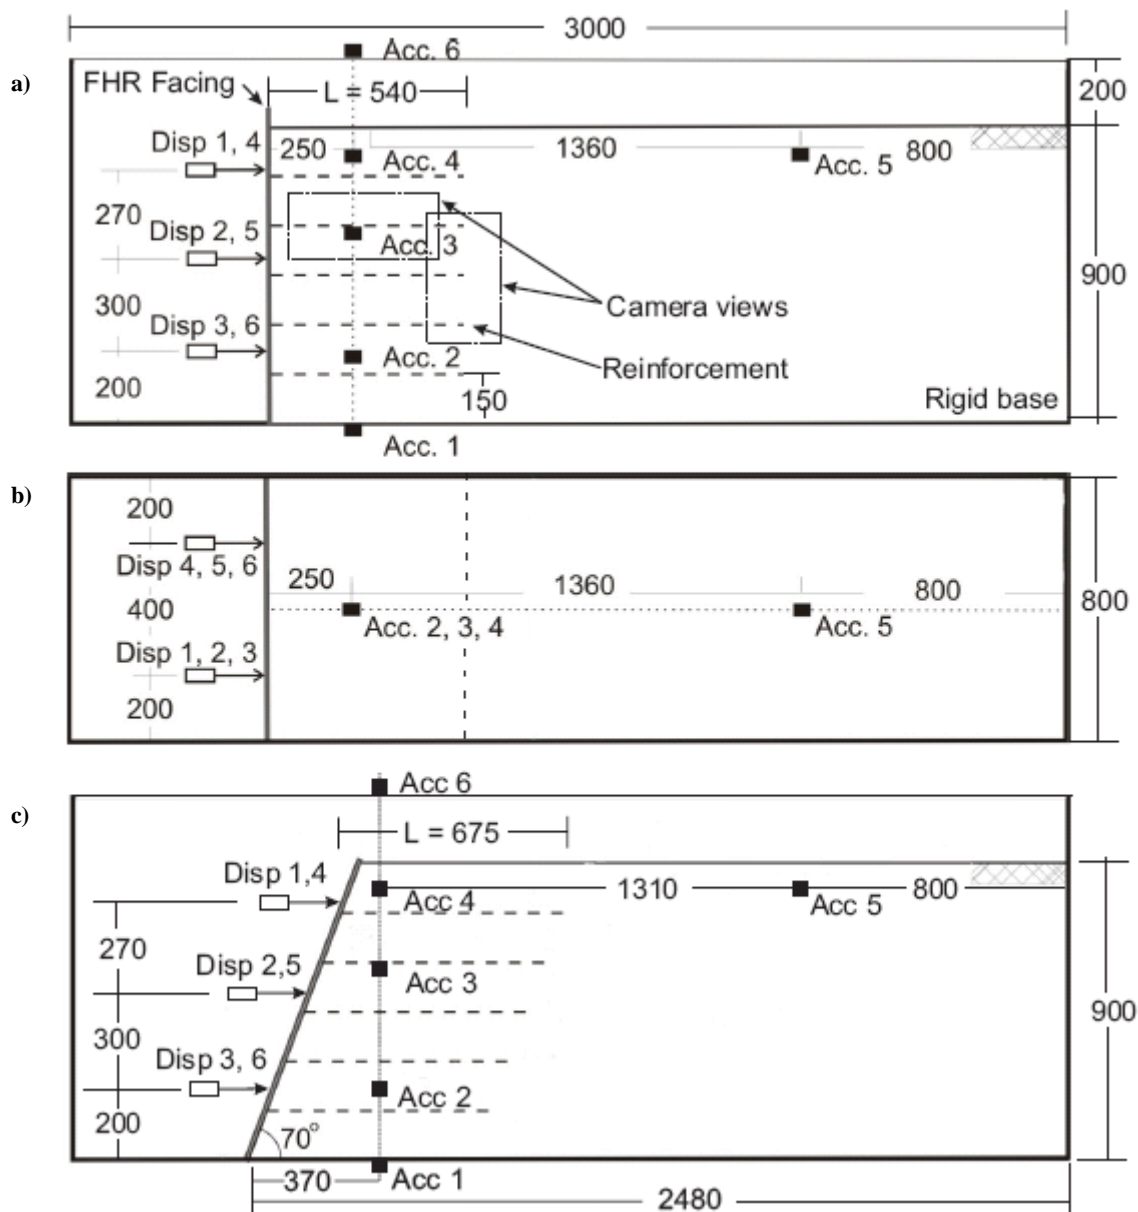 3000
a)
Acc. 6
FHR Facing
L = 540
200
Disp 1, 4
250
Acc. 4
1360
Acc. 5
800
270
Disp 2, 5
Acc. 3
900
300
Camera views
Disp 3, 6
Acc. 2
Reinforcement
200
150
Rigid base
Acc. 1
b)
200
Disp 4, 5, 6
250
1360
800
800
400
Acc. 2, 3, 4
Acc. 5
Disp 1, 2, 3
200
c)
Acc 6
L = 675
Disp 1,4
Acc 4
1310
Acc 5
800
270
Disp 2,5
Acc 3
900
300
Disp 3, 6
Acc 2
200
70°
370
Acc 1
2480